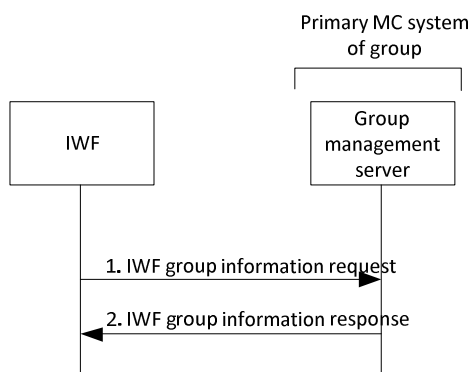 Primary MC system
of group
IWF
Group
management
server
1. IWF group information request
2. IWF group information response